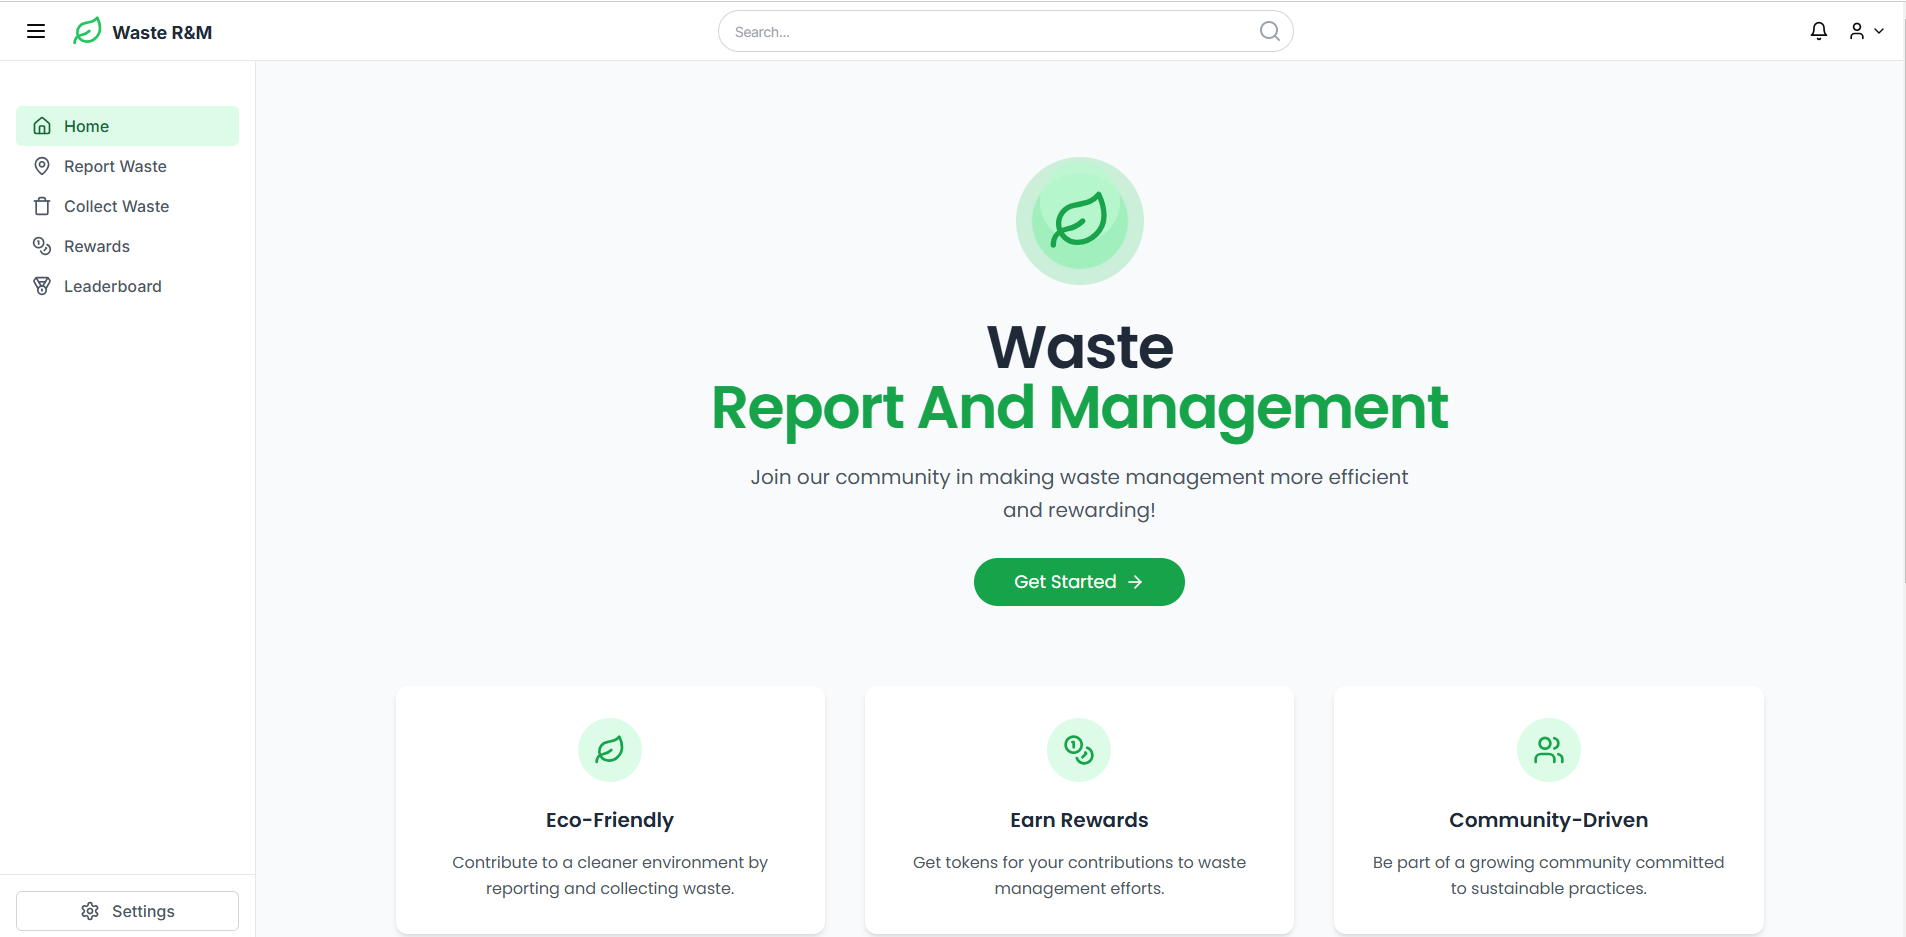 Waste R&M
Search...
Home
Report Waste
Collect Waste
Rewards
Leaderboard
Settings
Waste
Report And Management
Join our community in making waste management more efficient
and rewarding!
Get Started
Eco-Friendly
Contribute to a cleaner environment by
reporting and collecting waste.
Earn Rewards
Get tokens for your contributions to waste
management efforts.
Community-Driven
Be part of a growing community committed
to sustainable practices.